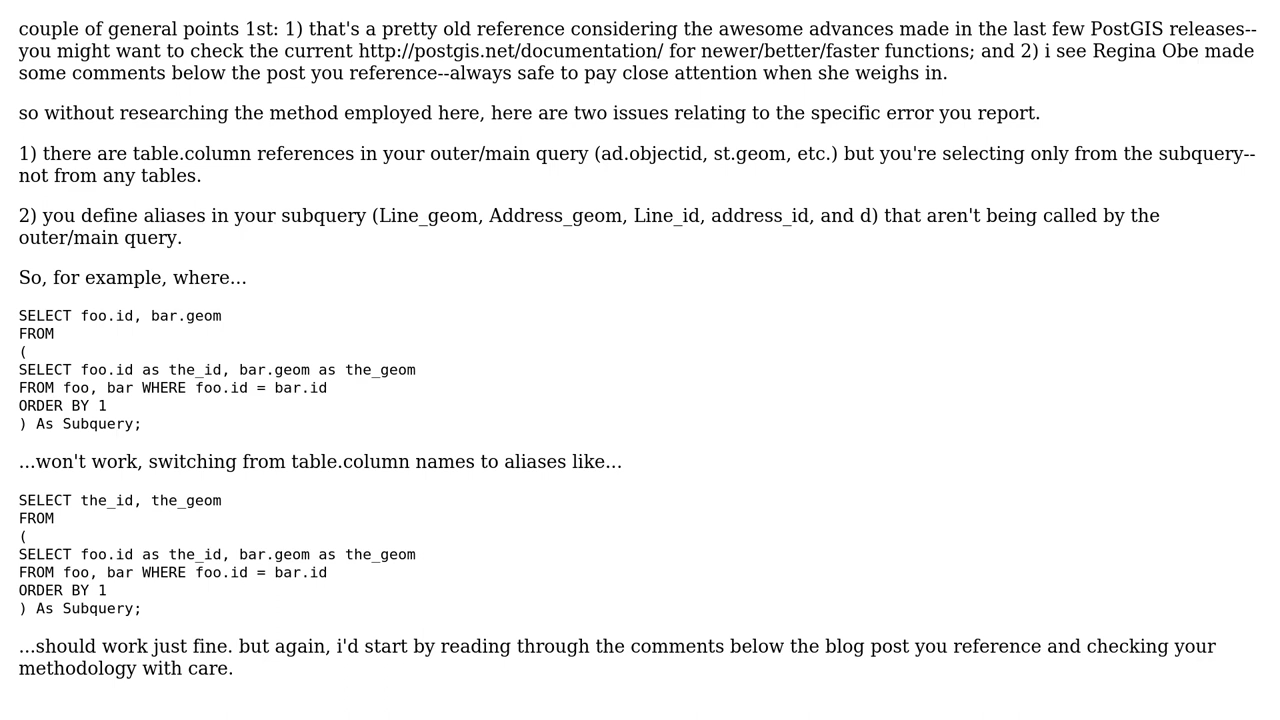 couple of general points 1st: 1) that's a pretty old reference considering the awesome advances made in the last few PostGIS releases--
you might want to check the current http://postgis.net/documentation/ for newer/better/faster functions; and 2) i see Regina Obe made
some comments below the post you reference--always safe to pay close attention when she weighs in.
so without researching the method employed here, here are two issues relating to the specific error you report.
1) there are table.column references in your outer/main query (ad.objectid, st.geom, etc.) but you're selecting only from the subquery--
not from any tables.
2) you define aliases in your subquery (Line_geom, Address_geom, Line_id, address_id, and d) that aren't being called by the
outer/main query.
So, for example, where...
SELECT foo.id, bar.geom
FROM
(
SELECT foo.id as the_id, bar.geom as the_geom
FROM foo, bar WHERE foo.id = bar.id
ORDER BY 1
) As Subquery;
...won't work, switching from table.column names to aliases like...
SELECT the_id, the_geom
FROM
(
SELECT foo.id as the_id, bar.geom as the_geom
FROM foo, bar WHERE foo.id = bar.id
ORDER BY 1
) As Subquery;
...should work just fine. but again, i'd start by reading through the comments below the blog post you reference and checking your
methodology with care.